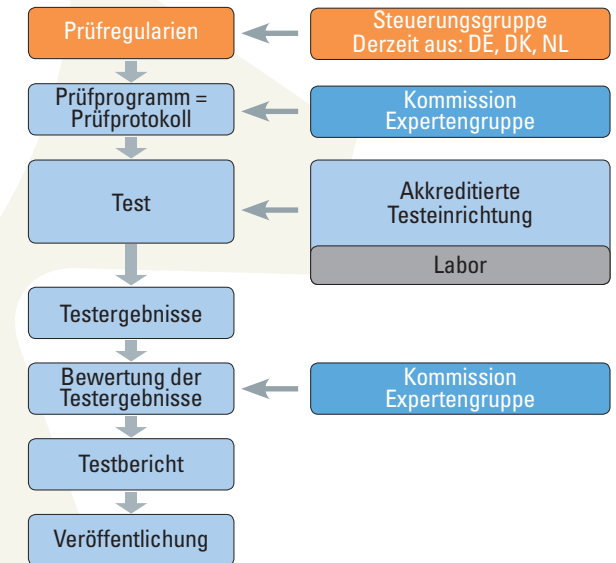 Prüfregularien
Steuerungsgruppe
Derzeit aus: DE, DK, NL
Prüfprogramm =
Prüfprotokoll
Kommission
Expertengruppe
Test
Akkreditierte
Testeinrichtung
Labor
Testergebnisse
Bewertung der
Testergebnisse
Kommission
Expertengruppe
Testbericht
Veröffentlichung